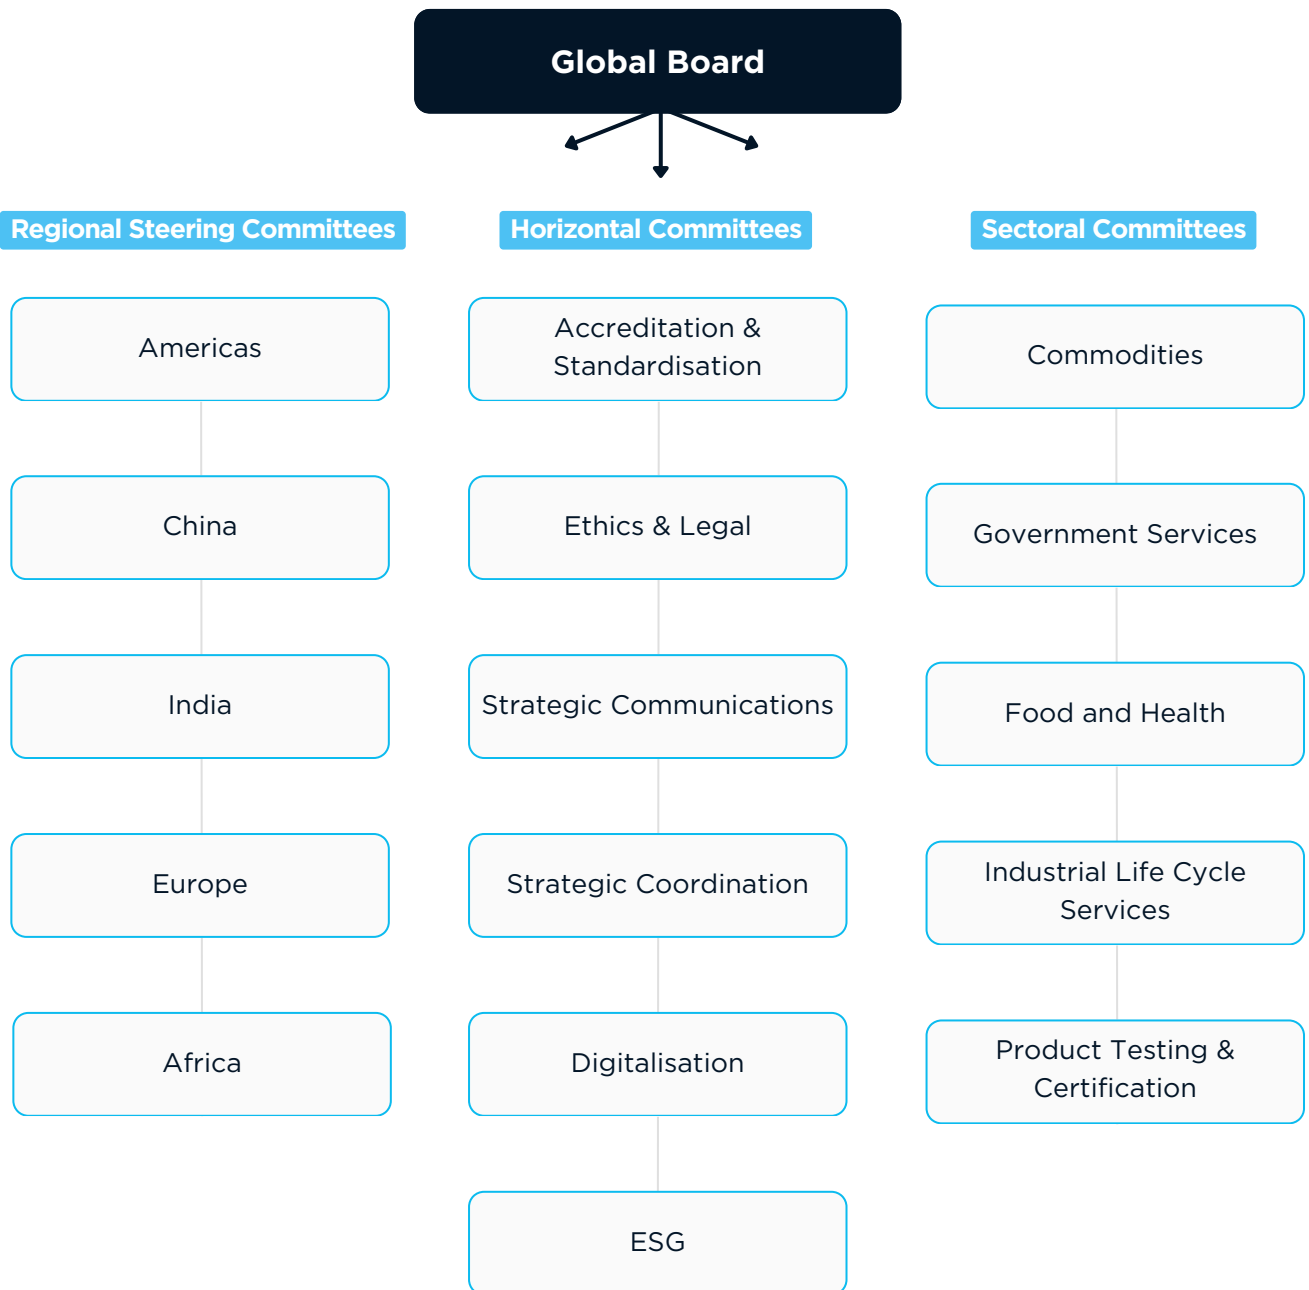 Global Board
Regional Steering Committees
Americas
China
India
Europe
Africa
Horizontal Committees
Accreditation &
Standardisation
Ethics & Legal
Strategic Communications
Strategic Coordination
Digitalisation
ESG
Sectoral Committees
Commodities
Government Services
Food and Health
Industrial Life Cycle
Services
Product Testing &
Certification